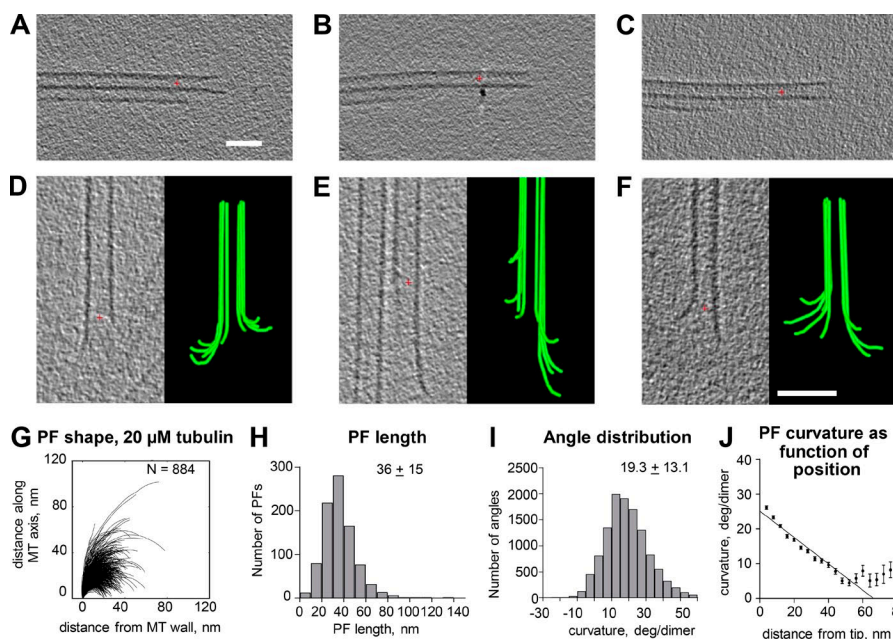 A
B
C
D
E
F
G PF shape, 20 µM tubulin
N = 884
distance along
MT axis, nm
120
80
40
0
0 40 80 120
distance from MT wall, nm
H PF length
36 ± 15
Number of PFs
300
200
100
0
0 20 40 60 80 100 120 140
PF length, nm
I Angle distribution
19.3 ± 13.1
Number of angles
2500
2000
1500
1000
500
0
-30 -10 10 30 50
curvature, deg/dimer
J PF curvature as
function of
position
curvature, deg/dimer
40
30
20
10
0
0 20 40 60
distance from tip, nm